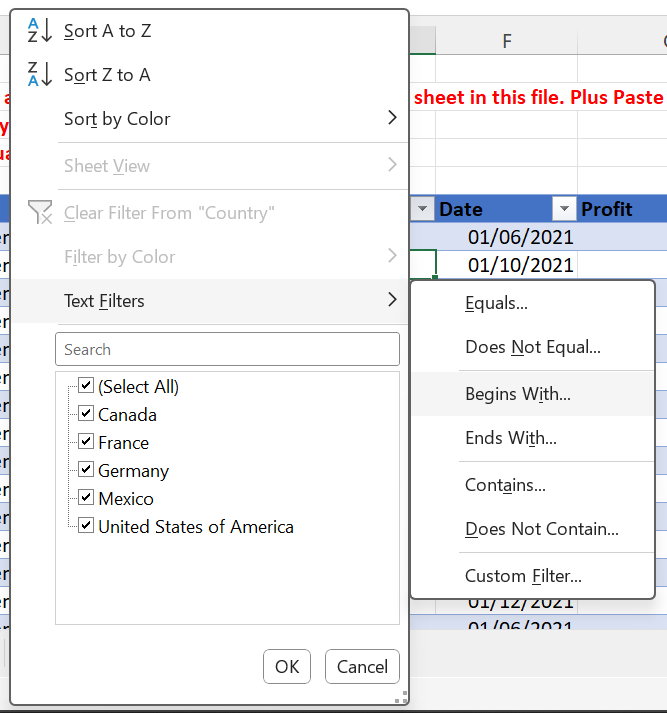 Sort A to Z
Sort Z to A
Sort by Color
Sheet View
Clear Filter From "Country"
Filter by Color
Text Filters
Search
(Select All)
Canada
France
Germany
Mexico
United States of America
OK
Cancel
F
sheet in this file. Plus Paste
Date
Profit
01/06/2021
01/10/2021
Equals...
Does Not Equal...
Begins With...
Ends With...
Contains...
Does Not Contain...
Custom Filter...
01/12/2021
01/06/2021